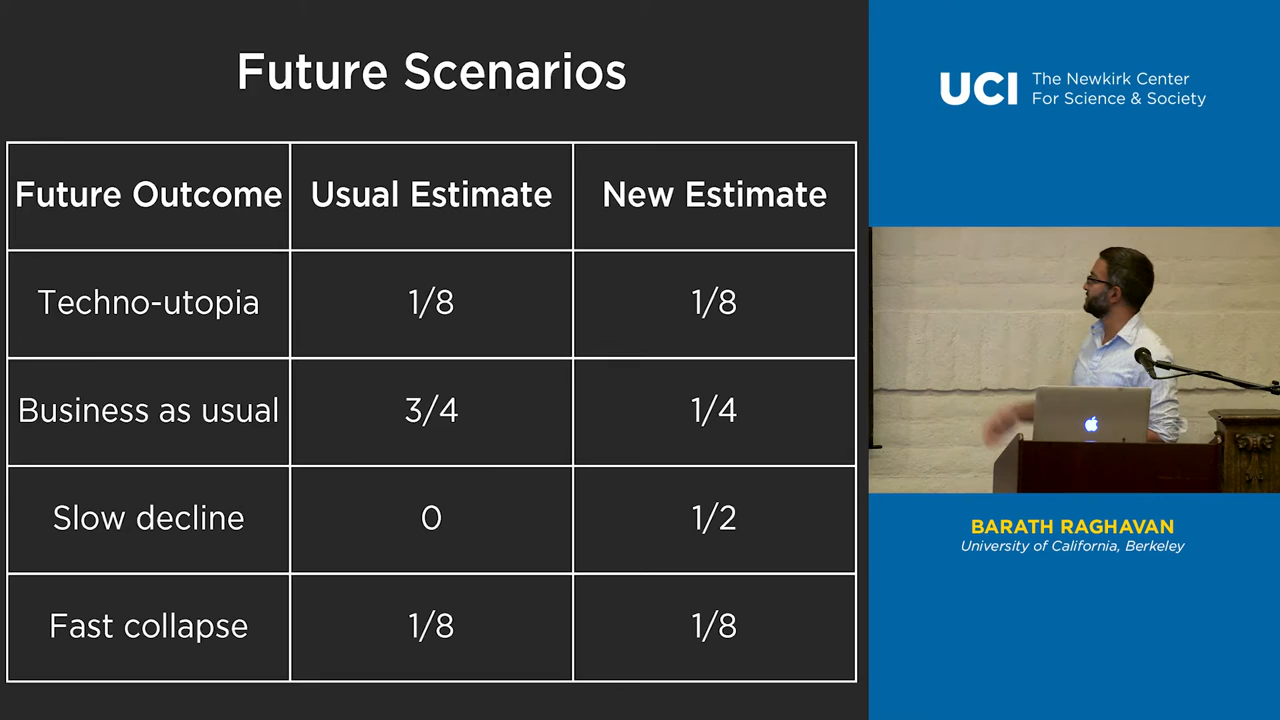 Future Scenarios
Future Outcome Usual Estimate New Estimate
Techno-utopia 1/8 1/8
Business as usual 3/4 1/4
Slow decline 0 1/2
Fast collapse 1/8 1/8
UCI The Newkirk Center
For Science & Society
BARATH RAGHAVAN
University of California, Berkeley